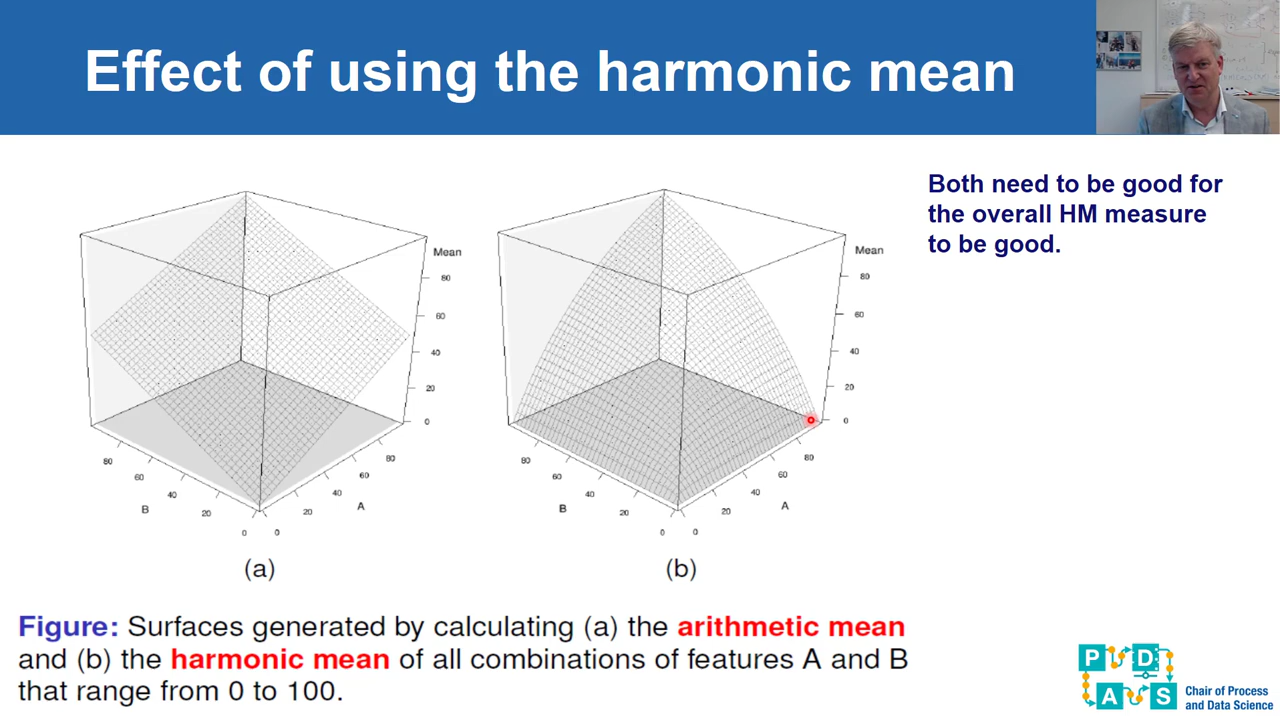 Effect of using the harmonic mean
Both need to be good for
the overall HM measure
to be good.
Mean
80
60
40
20
0
80
60
40
20
0
B
0
20
40
60
80
A
(a)
Mean
80
60
40
20
0
80
60
40
20
0
B
0
20
40
60
80
A
(b)
Figure: Surfaces generated by calculating (a) the arithmetic mean
and (b) the harmonic mean of all combinations of features A and B
that range from 0 to 100.
P D
A S
Chair of Process
and Data Science